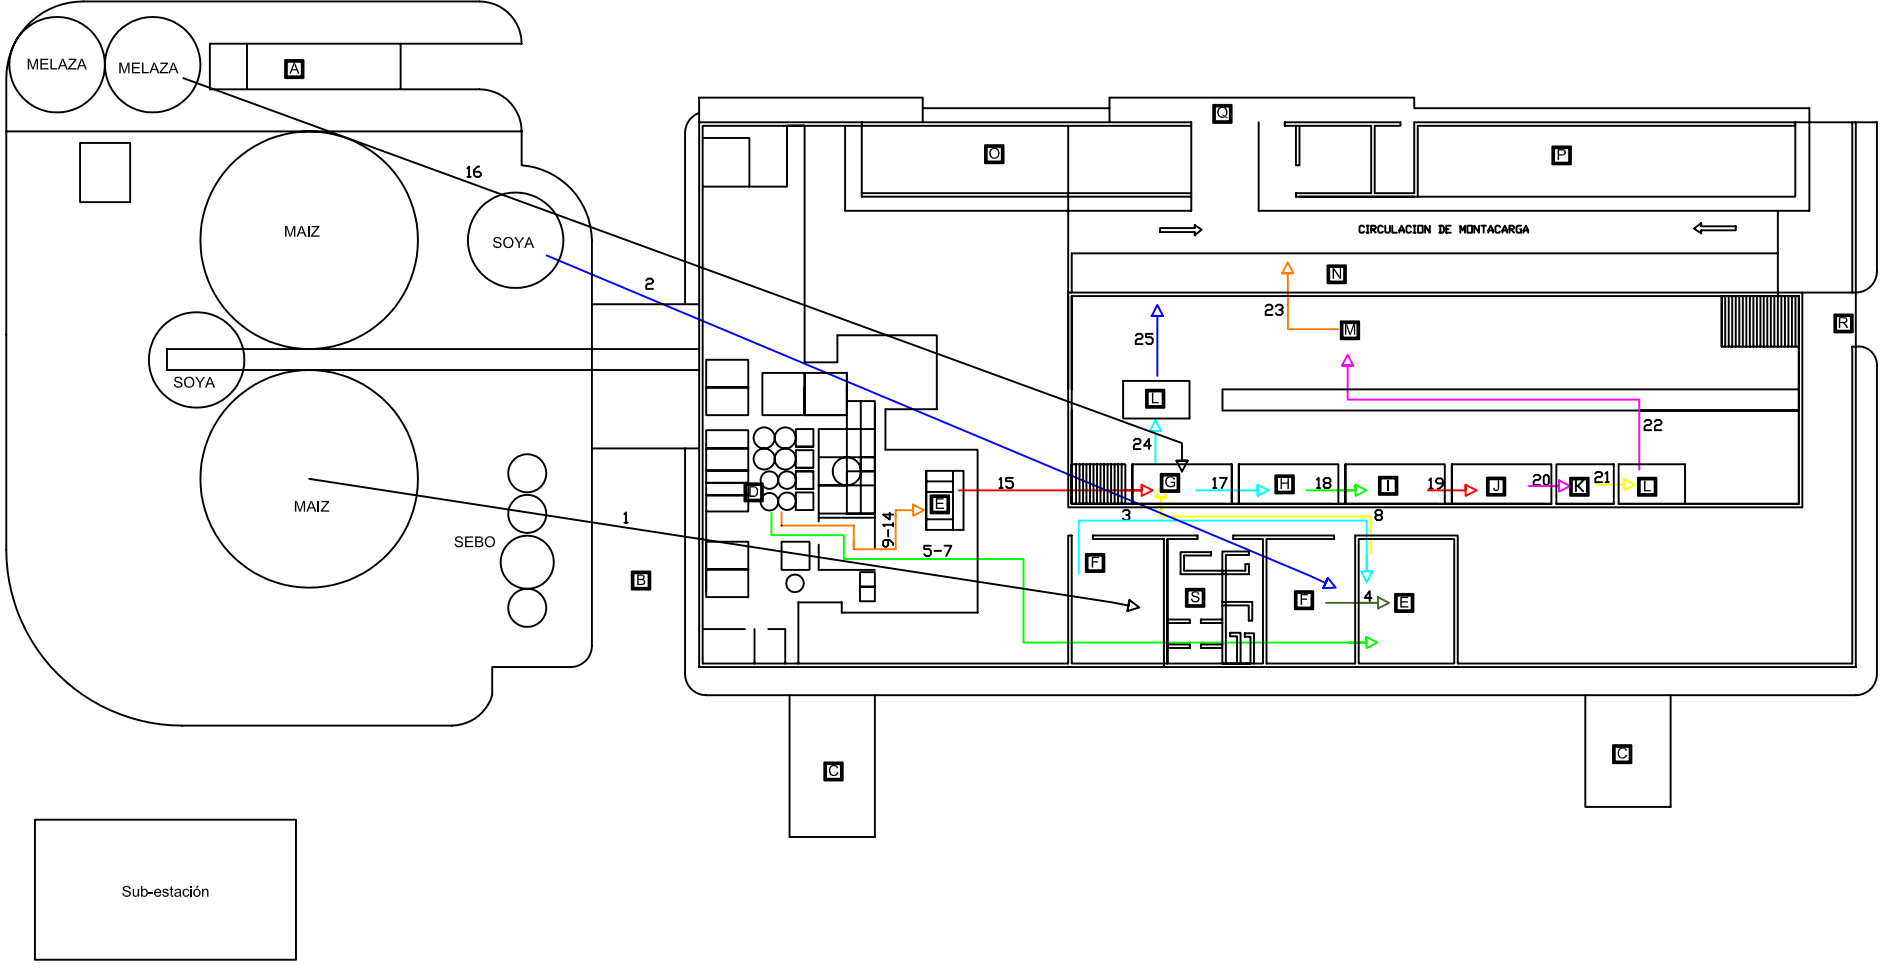 MELAZA
MELAZA
A
Q
O
P
16
MAIZ
SOYA
CIRCULACION DE MONTACARGA
2
N
23
M
R
25
SOYA
L
22
24
MAIZ
SEBO
D
E
15
G
17
H
18
I
19
J
20
K
21
L
1
9-14
3
8
5-7
B
F
S
F
4
E
C
C
Sub-estación